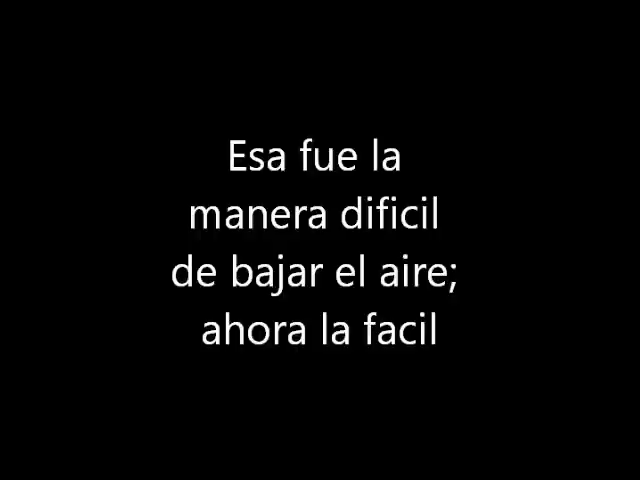 Esa fue la
manera dificil
de bajar el aire;
ahora la facil